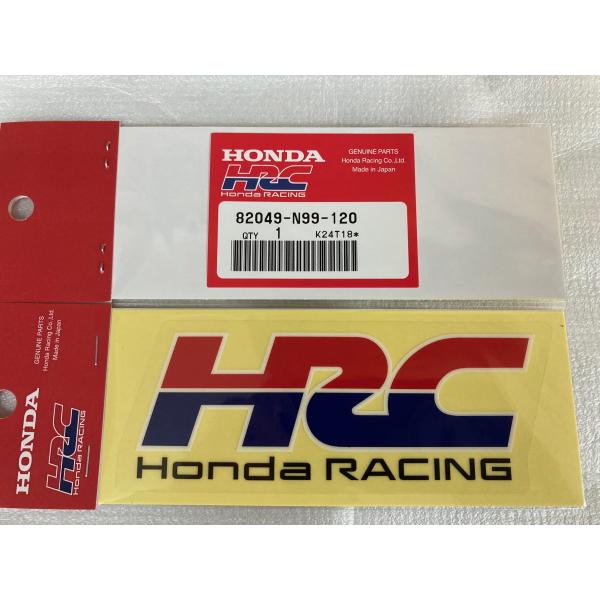 HONDA
HRC
Honda RACING
GENUINE PARTS
Honda Racing Co.,Ltd.
Made in Japan
82049-N99-120
QTY 1 K24T18*
GENUINE PARTS
Honda Racing Co.,Ltd.
Made in Japan
HONDA
HRC
Honda RACING
HRC
Honda RACING